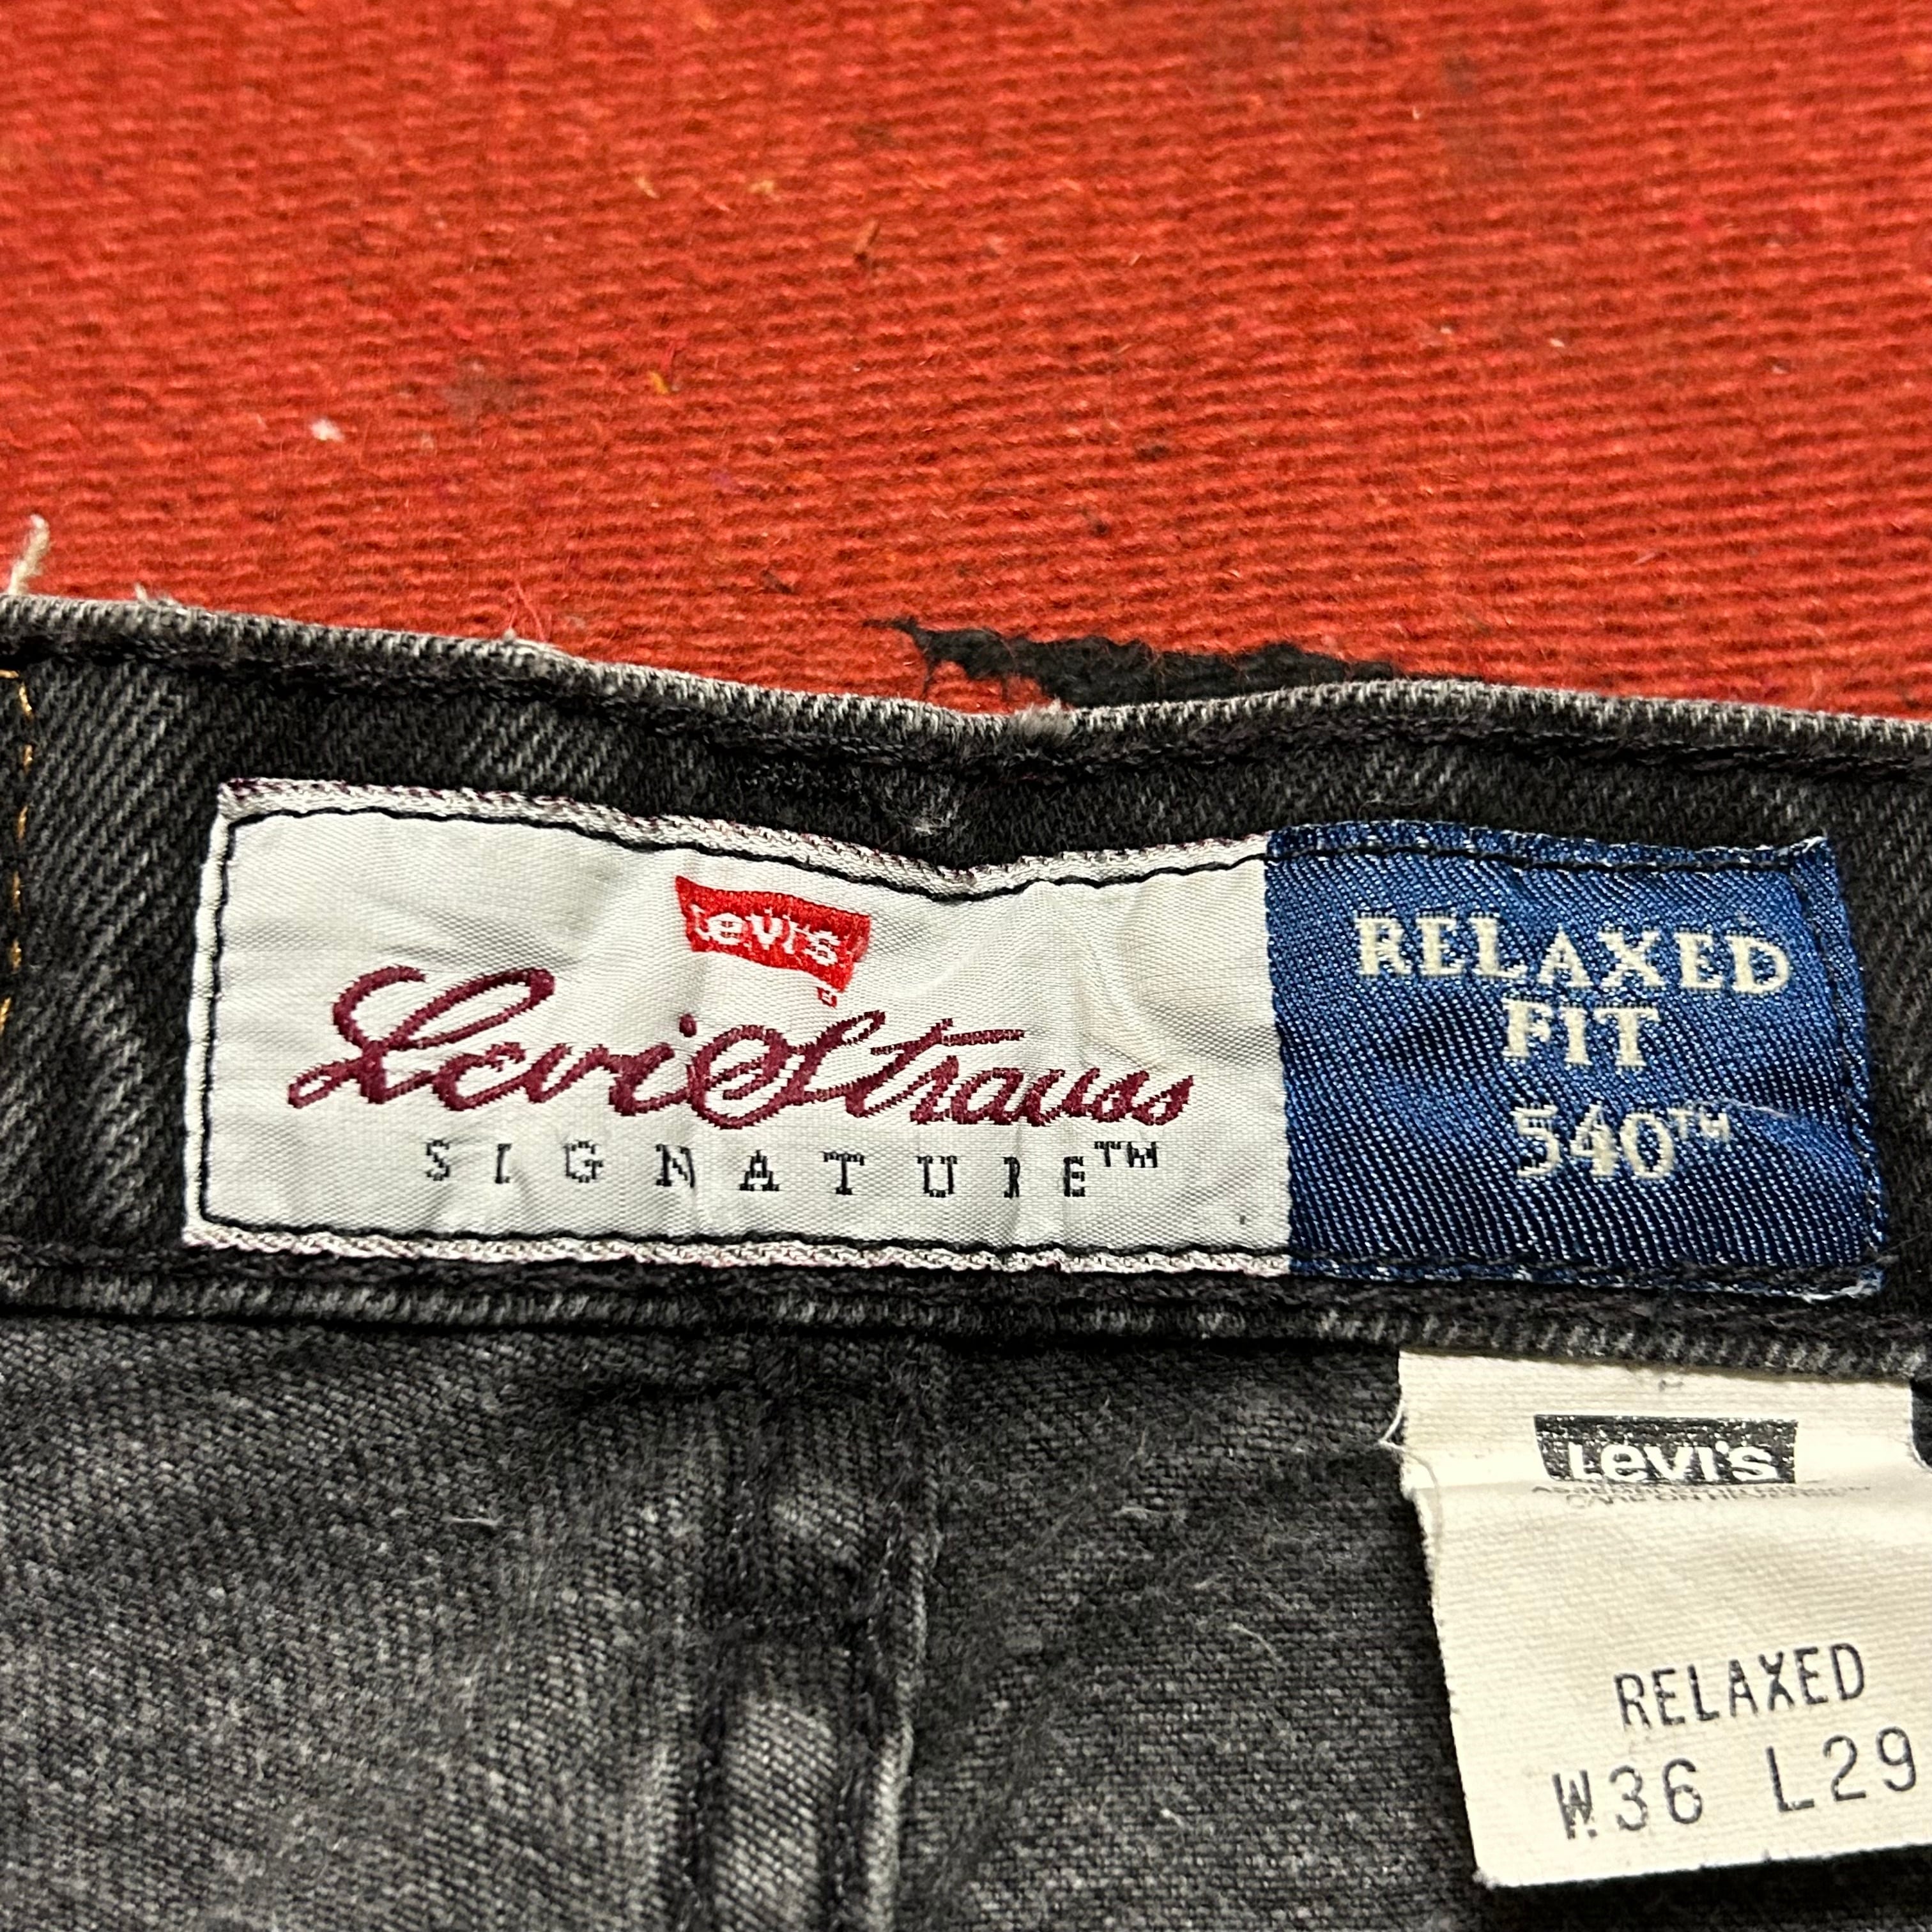 Levi's
Levi Strauss
SIGNATURE™
RELAXED
FIT
540™
Levi's
RELAXED
W36 L29